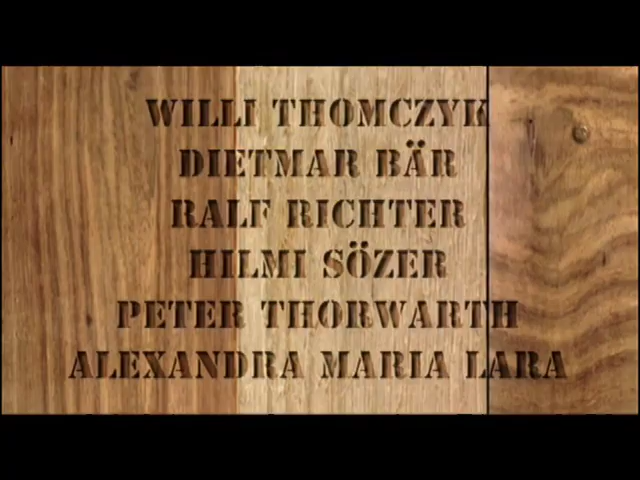 WILLI THOMCZYK
DIETMAR BÄR
RALF RICHTER
HILMI SÖZER
PETER THORWARTH
ALEXANDRA MARIA LARA